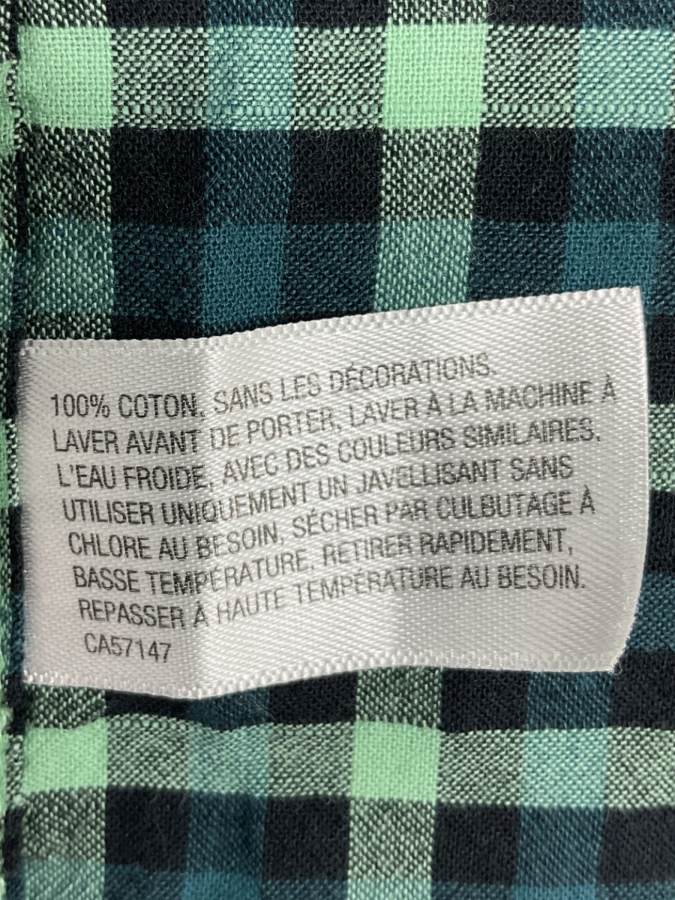 100% COTON. SANS LES DÉCORATIONS.
LAVER AVANT DE PORTER, LAVER À LA MACHINE À
L'EAU FROIDE, AVEC DES COULEURS SIMILAIRES.
UTILISER UNIQUEMENT UN JAVELLISANT SANS
CHLORE AU BESOIN. SÉCHER PAR CULBUTAGE À
BASSE TEMPÉRATURE. RETIRER RAPIDEMENT,
REPASSER À HAUTE TEMPÉRATURE AU BESOIN.
CA57147